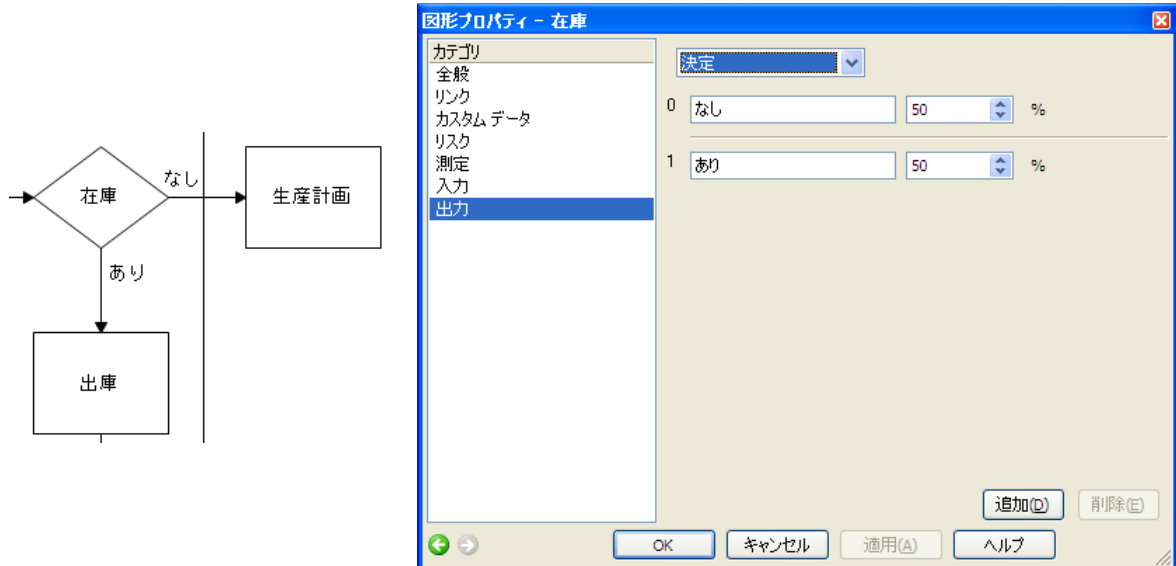 在庫
なし
生産計画
あり
出庫
図形プロパティ - 在庫
カテゴリ
全般
リンク
カスタム データ
リスク
測定
入力
出力
決定
0 なし 50 %
1 あり 50 %
追加(D) 削除(E)
OK キャンセル 適用(A) ヘルプ